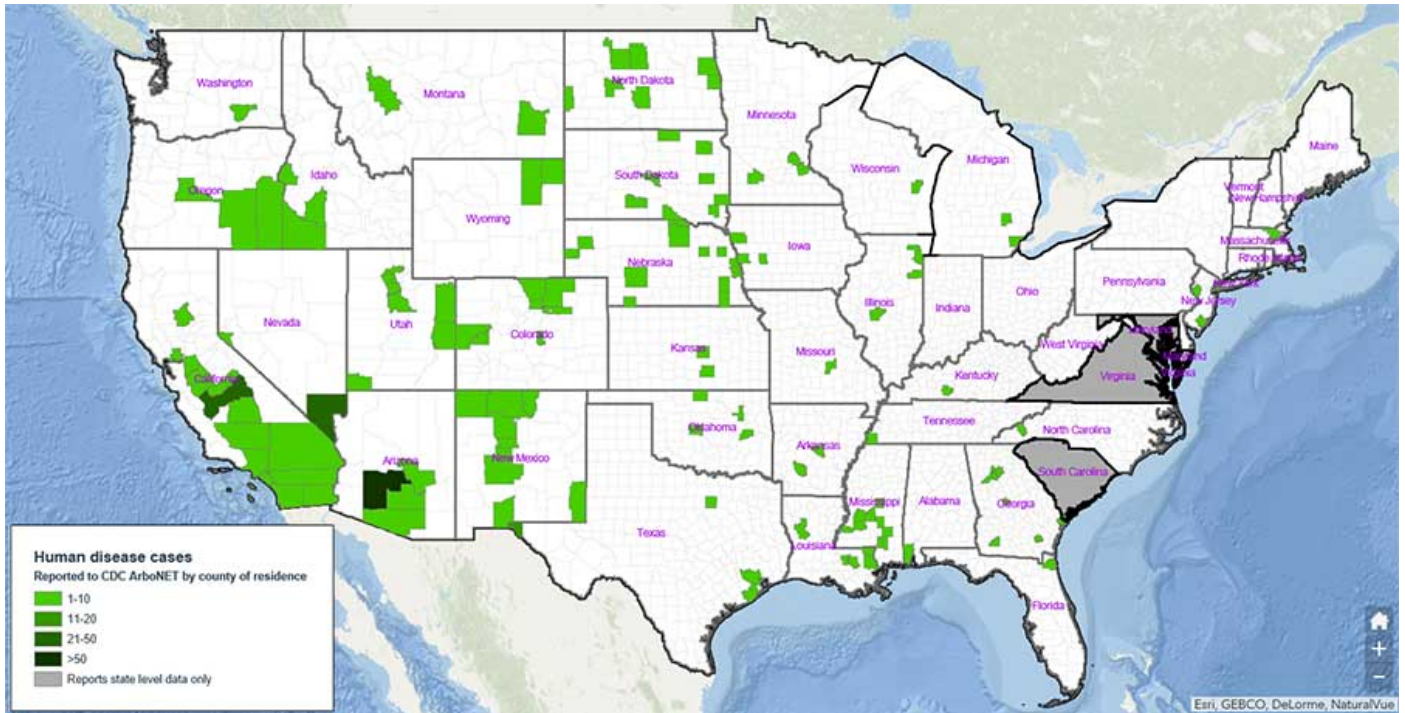 Washington
Montana
North Dakota
Minnesota
Maine
Oregon
Idaho
South Dakota
Wisconsin
Michigan
Vermont
New Hampshire
Wyoming
Massachusetts
Iowa
Rhode Island
Nebraska
Pennsylvania
New Jersey
Nevada
Utah
Colorado
Illinois
Indiana
Ohio
West Virginia
Kansas
Missouri
Kentucky
Virginia
California
Tennessee
North Carolina
Arizona
New Mexico
Oklahoma
Arkansas
South Carolina
Mississippi
Alabama
Georgia
Texas
Louisiana
Florida
Human disease cases
Reported to CDC ArboNET by county of residence
1-10
11-20
21-50
>50
Reports state level data only
+
−
Esri, GEBCO, DeLorme, NaturalVue